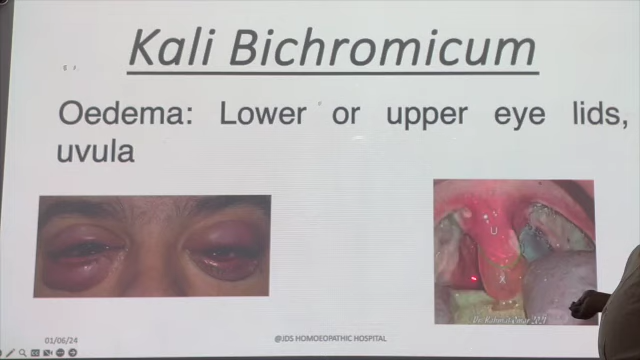 Kali Bichromicum
Oedema: Lower or upper eye lids,
uvula
U
01/06/24
@JDS HOMOEOPATHIC HOSPITAL